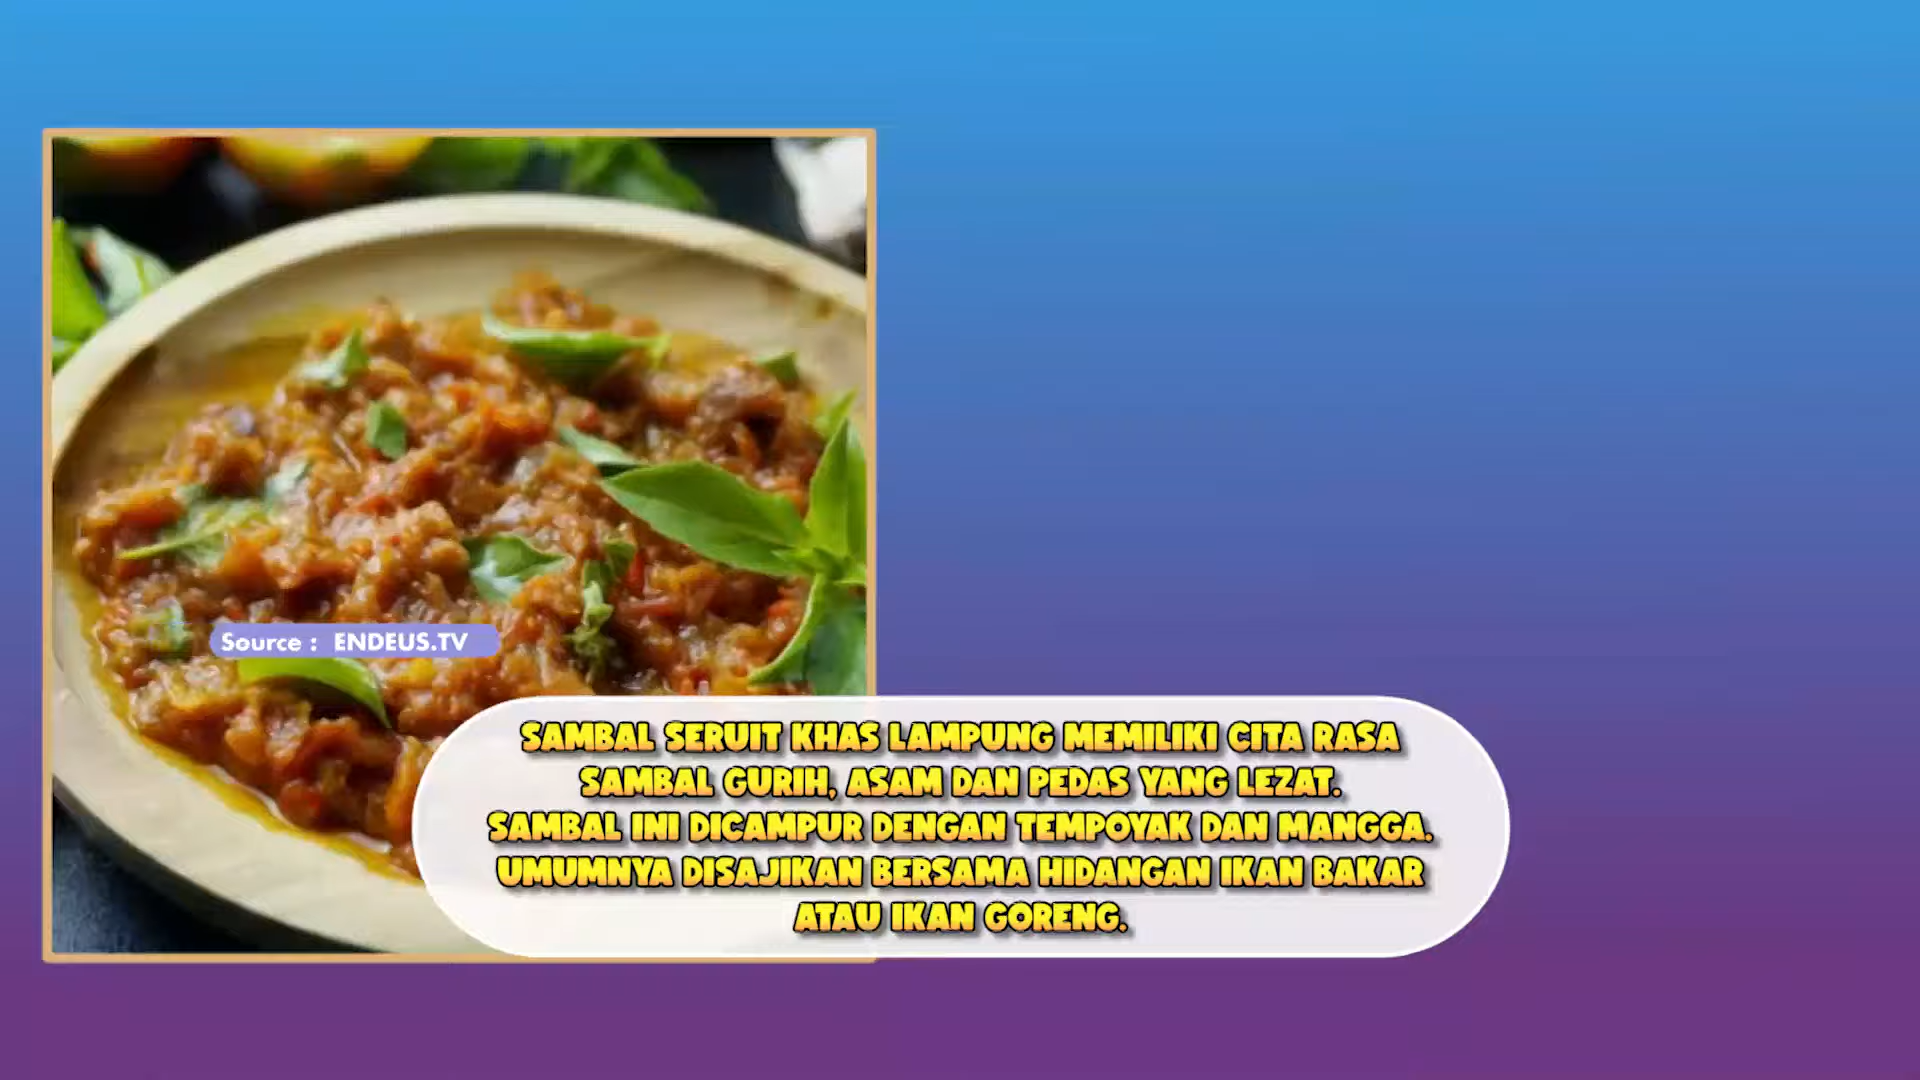 Source : ENDEUS.TV
SAMBAL SERUIT KHAS LAMPUNG MEMILIKI CITA RASA
SAMBAL GURIH, ASAM DAN PEDAS YANG LEZAT.
SAMBAL INI DICAMPUR DENGAN TEMPOYAK DAN MANGGA.
UMUMNYA DISAJIKAN BERSAMA HIDANGAN IKAN BAKAR
ATAU IKAN GORENG.